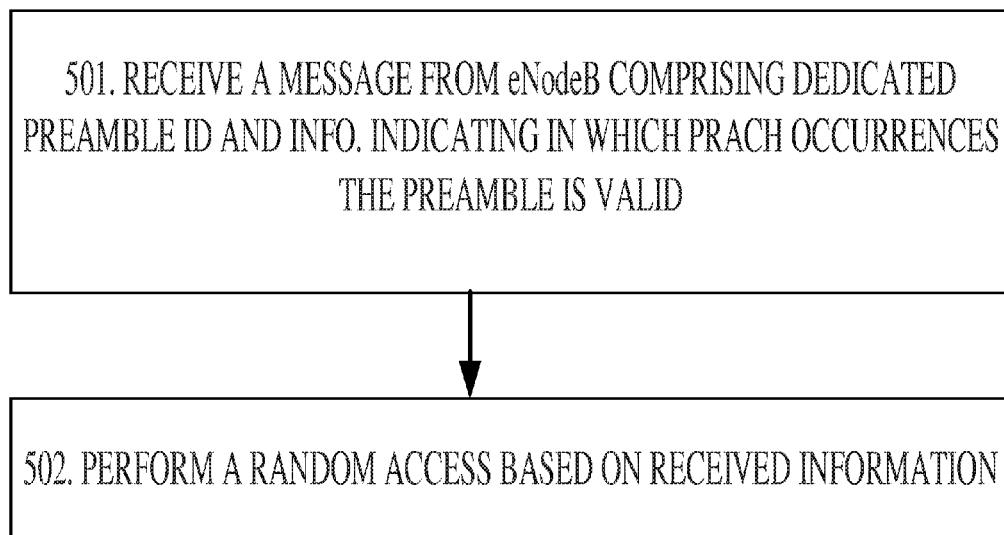 501. RECEIVE A MESSAGE FROM eNodeB COMPRISING DEDICATED
PREAMBLE ID AND INFO. INDICATING IN WHICH PRACH OCCURRENCES
THE PREAMBLE IS VALID
502. PERFORM A RANDOM ACCESS BASED ON RECEIVED INFORMATION